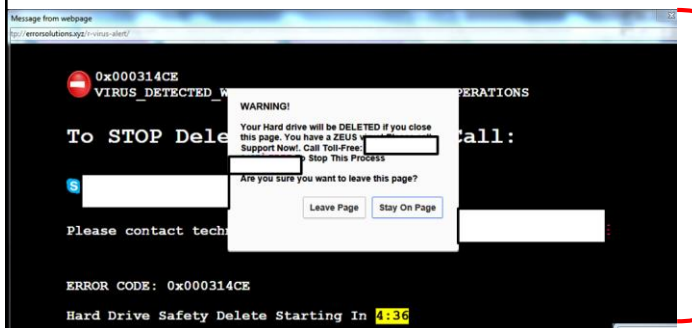 Message from webpage
tp://errorsolutions.xyz/r-virus-alert/
0x000314CE
VIRUS_DETECTED_W PERATIONS
WARNING!
Your Hard drive will be DELETED if you close
this page. You have a ZEUS
Support Now!. Call Toll-Free:
To Stop This Process
Are you sure you want to leave this page?
Leave Page Stay On Page
To STOP Dele Call:
Please contact tech
ERROR CODE: 0x000314CE
Hard Drive Safety Delete Starting In 4:36